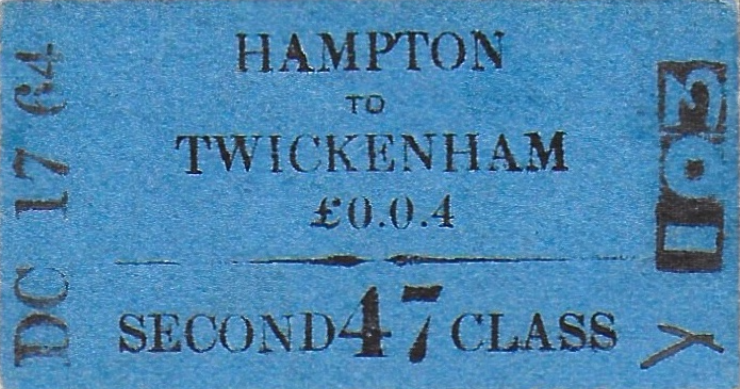 HAMPTON
TO
TWICKENHAM
£0.0.4
SECOND 47 CLASS
DC 17 64